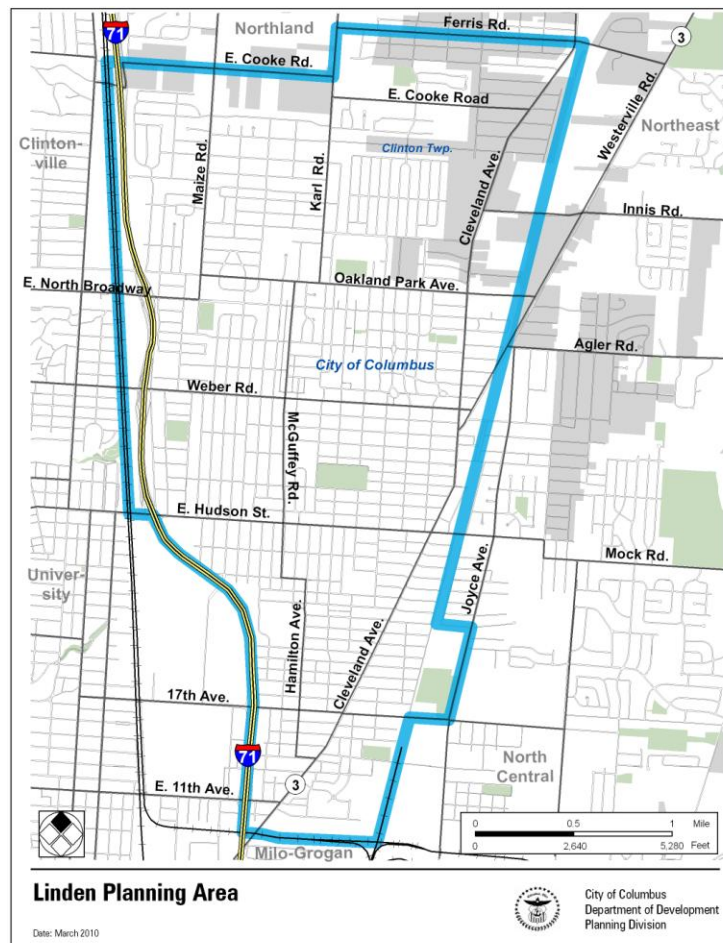 71
Northland
Ferris Rd.
3
E. Cooke Rd.
E. Cooke Road
Westerville Rd.
Northeast
Clinton-
ville
Clinton Twp.
Maize Rd.
Karl Rd.
Cleveland Ave.
Innis Rd.
E. North Broadway
Oakland Park Ave.
Agler Rd.
City of Columbus
Weber Rd.
McGuffey Rd.
E. Hudson St.
Mock Rd.
Univer-
sity
Joyce Ave.
Hamilton Ave.
Cleveland Ave.
17th Ave.
71
North
Central
E. 11th Ave.
3
0 0.5 1 Mile
0 2,640 5,280 Feet
Milo-Grogan
Linden Planning Area
City of Columbus
Department of Development
Planning Division
Date: March 2010